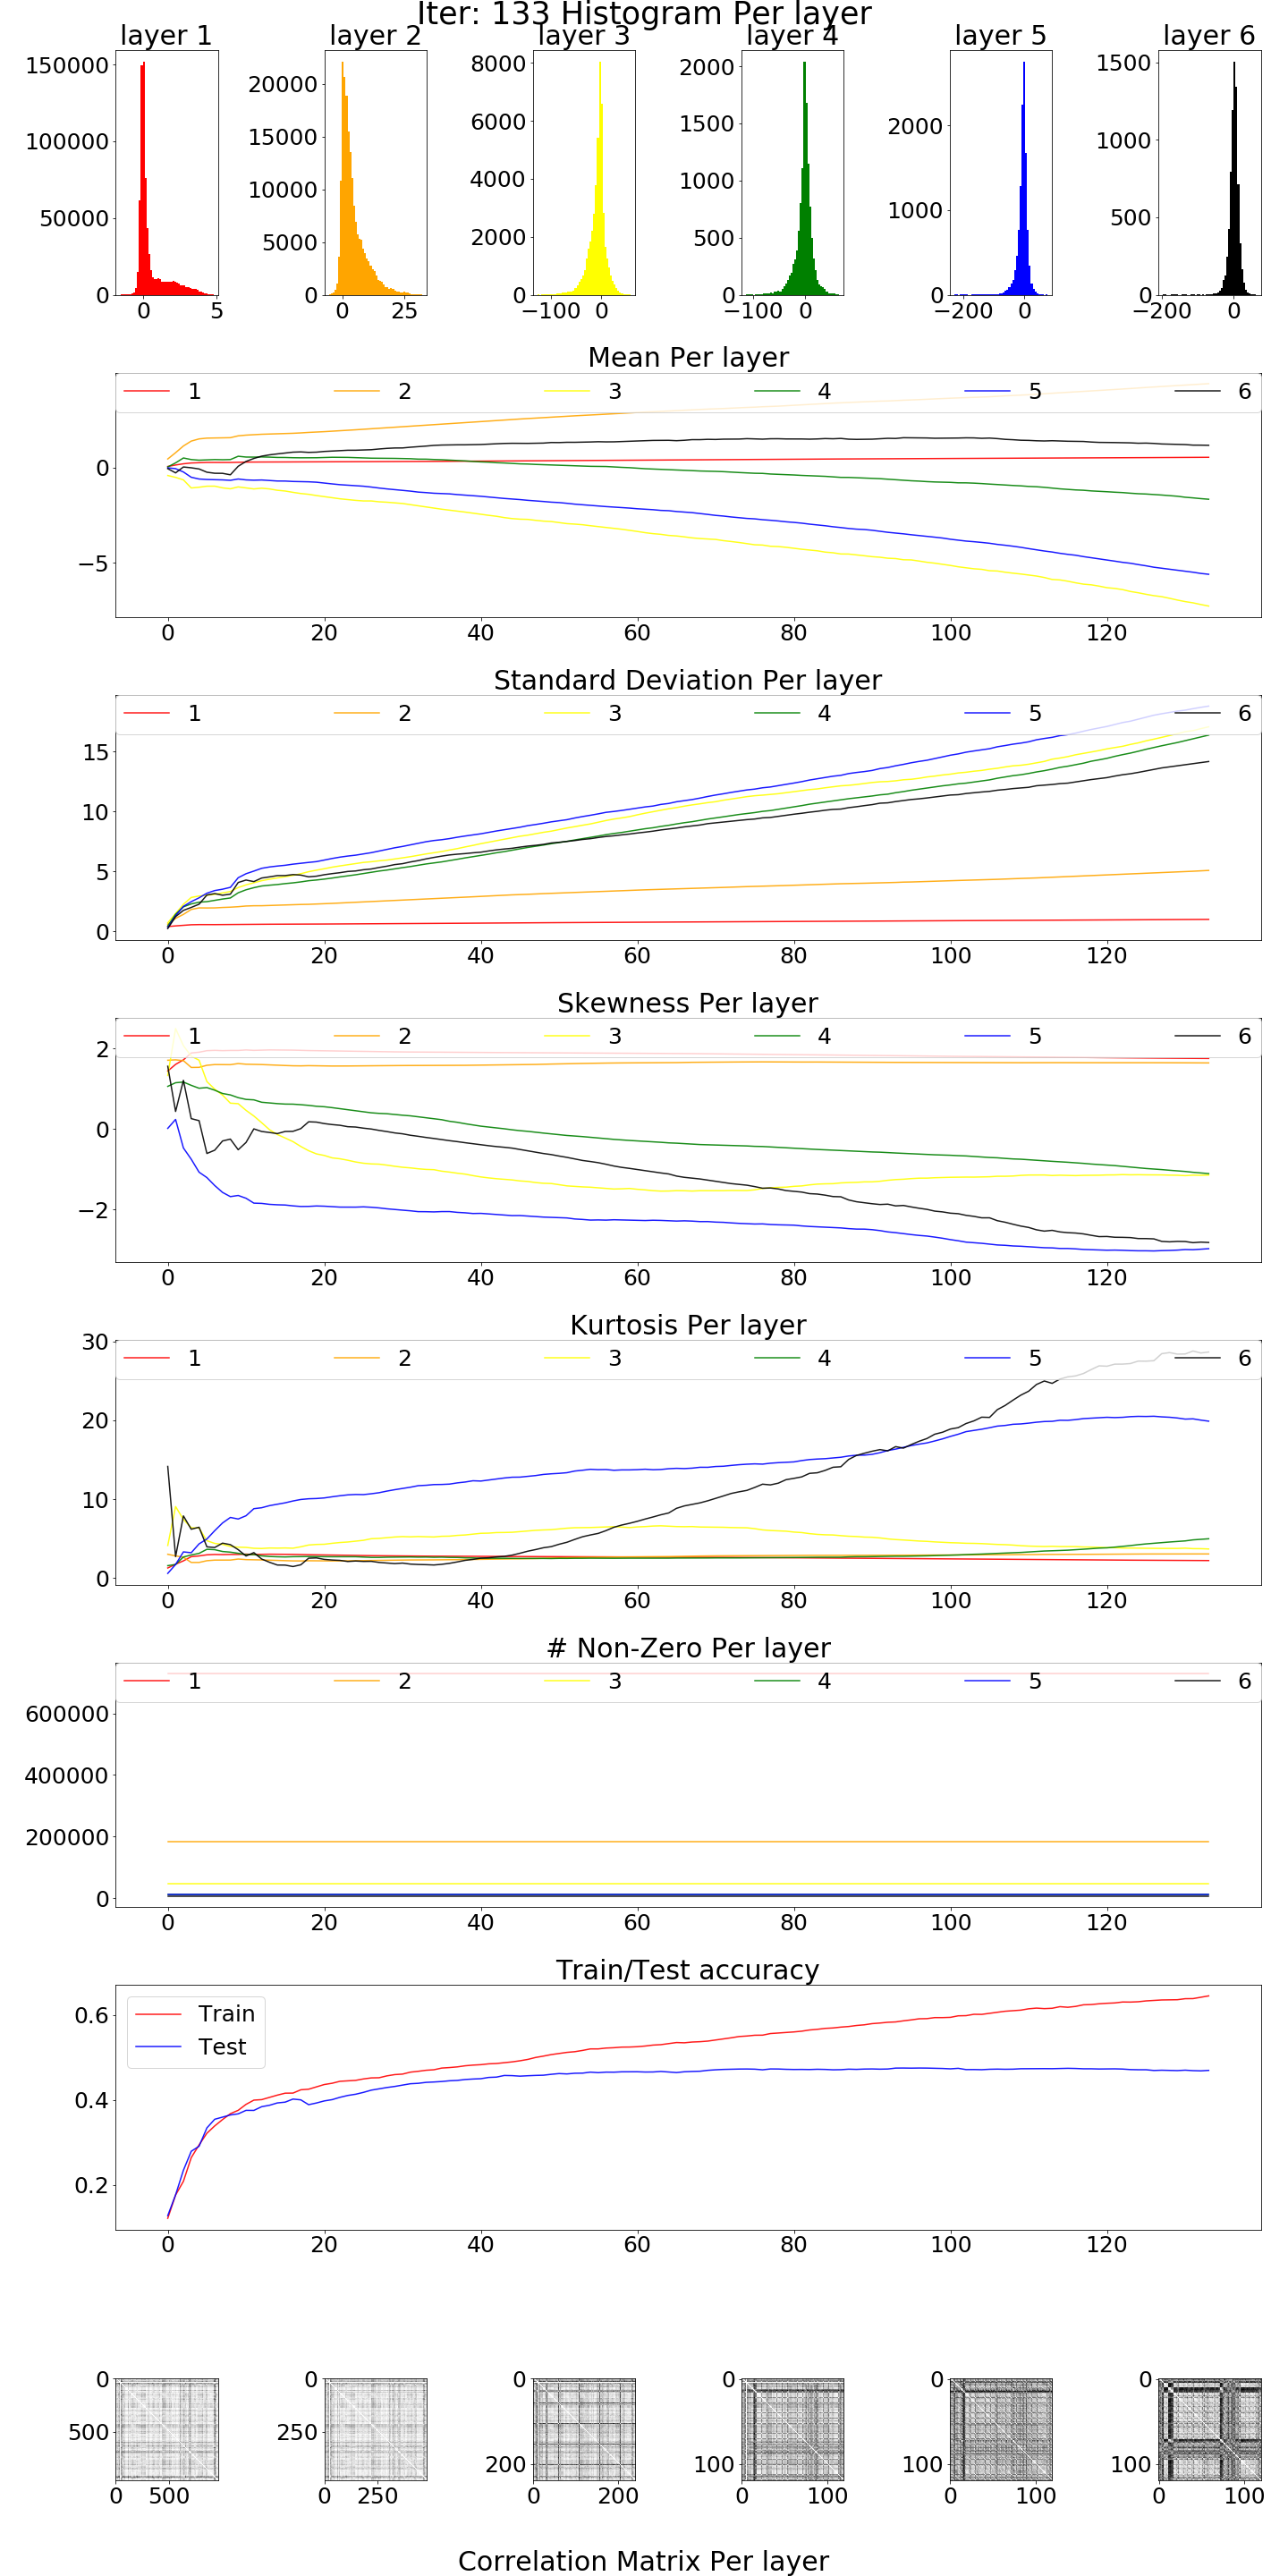 Iter: 133 Histogram Per layer
layer 1 layer 2 layer 3 layer 4 layer 5 layer 6
150000 100000 50000 0
0 5
20000 15000 10000 5000 0
0 25
8000 6000 4000 2000 0
−100 0
2000 1500 1000 500 0
−100 0
2000 1000 0
−200 0
1500 1000 500 0
−200 0
Mean Per layer
1 2 3 4 5 6
0
−5
0 20 40 60 80 100 120
Standard Deviation Per layer
1 2 3 4 5 6
15
10
5
0
0 20 40 60 80 100 120
Skewness Per layer
1 2 3 4 5 6
2
0
−2
0 20 40 60 80 100 120
Kurtosis Per layer
30
1 2 3 4 5 6
20
10
0
0 20 40 60 80 100 120
# Non-Zero Per layer
1 2 3 4 5 6
600000
400000
200000
0
0 20 40 60 80 100 120
Train/Test accuracy
Train
Test
0.6
0.4
0.2
0 20 40 60 80 100 120
0 500
0 500
0 250
0 250
0 200
0 200
0 100
0 100
0 100
0 100
0 100
0 100
Correlation Matrix Per layer